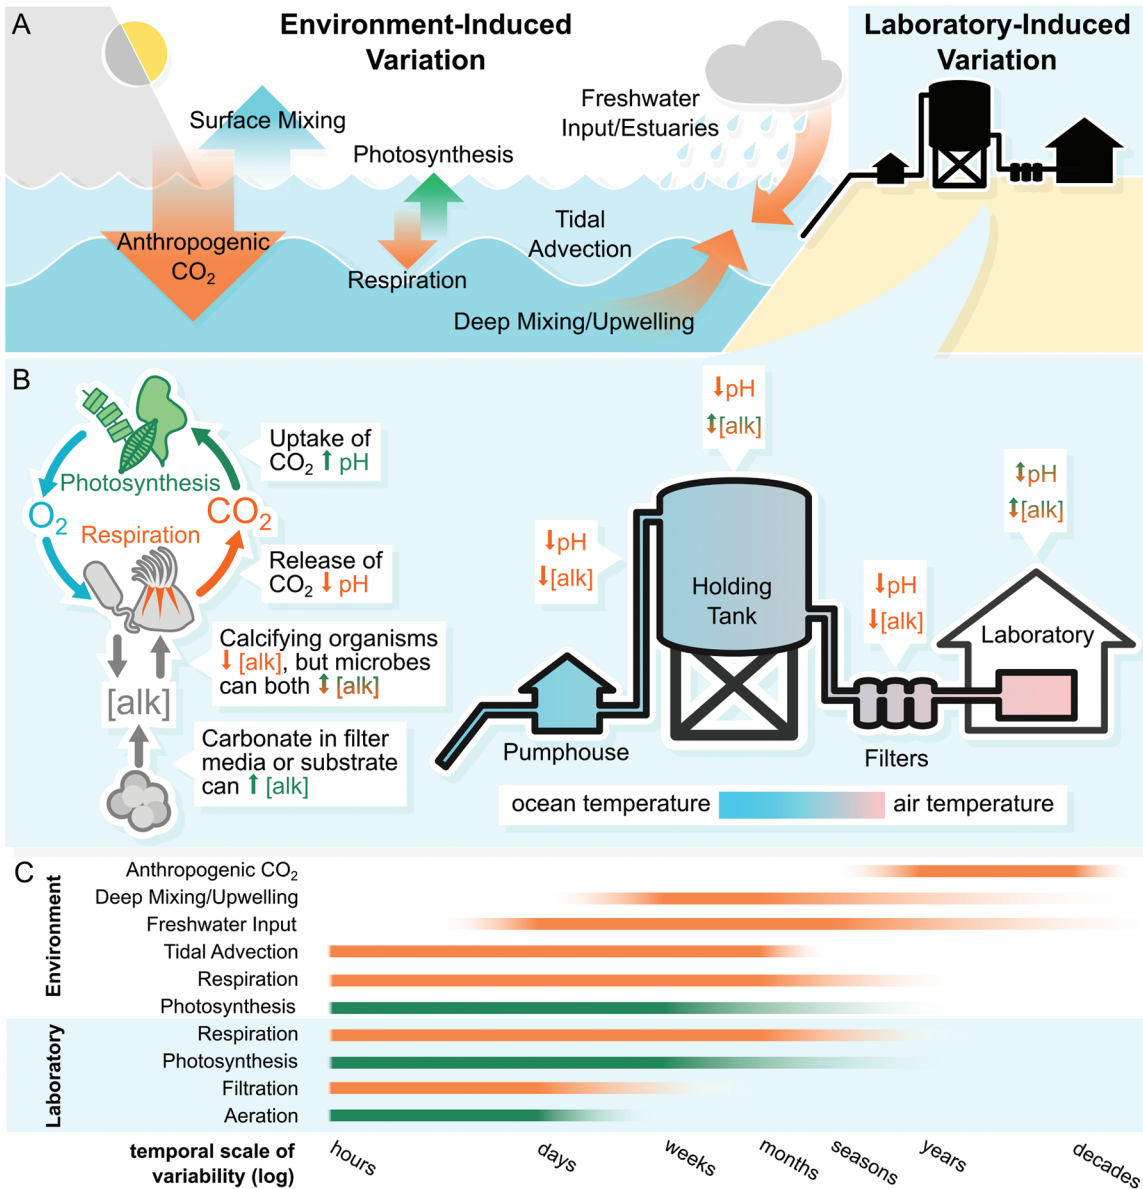 A
Environment-Induced
Variation
Laboratory-Induced
Variation
Surface Mixing
Photosynthesis
Freshwater
Input/Estuaries
Anthropogenic
CO2
Respiration
Tidal
Advection
Deep Mixing/Upwelling
B
Photosynthesis
O2
CO2
Respiration
Uptake of
CO2 ↑ pH
Release of
CO2 ↓ pH
Calcifying organisms
↓ [alk], but microbes
can both ↕ [alk]
[alk]
Carbonate in filter
media or substrate
can ↑ [alk]
↓pH
↕[alk]
↓pH
↓[alk]
Holding
Tank
↓pH
↓[alk]
↕pH
↕[alk]
Laboratory
Pumphouse
Filters
ocean temperature
air temperature
C
Environment
Anthropogenic CO2
Deep Mixing/Upwelling
Freshwater Input
Tidal Advection
Respiration
Photosynthesis
Laboratory
Respiration
Photosynthesis
Filtration
Aeration
temporal scale of
variability (log)
hours
days
weeks
months
seasons
years
decades